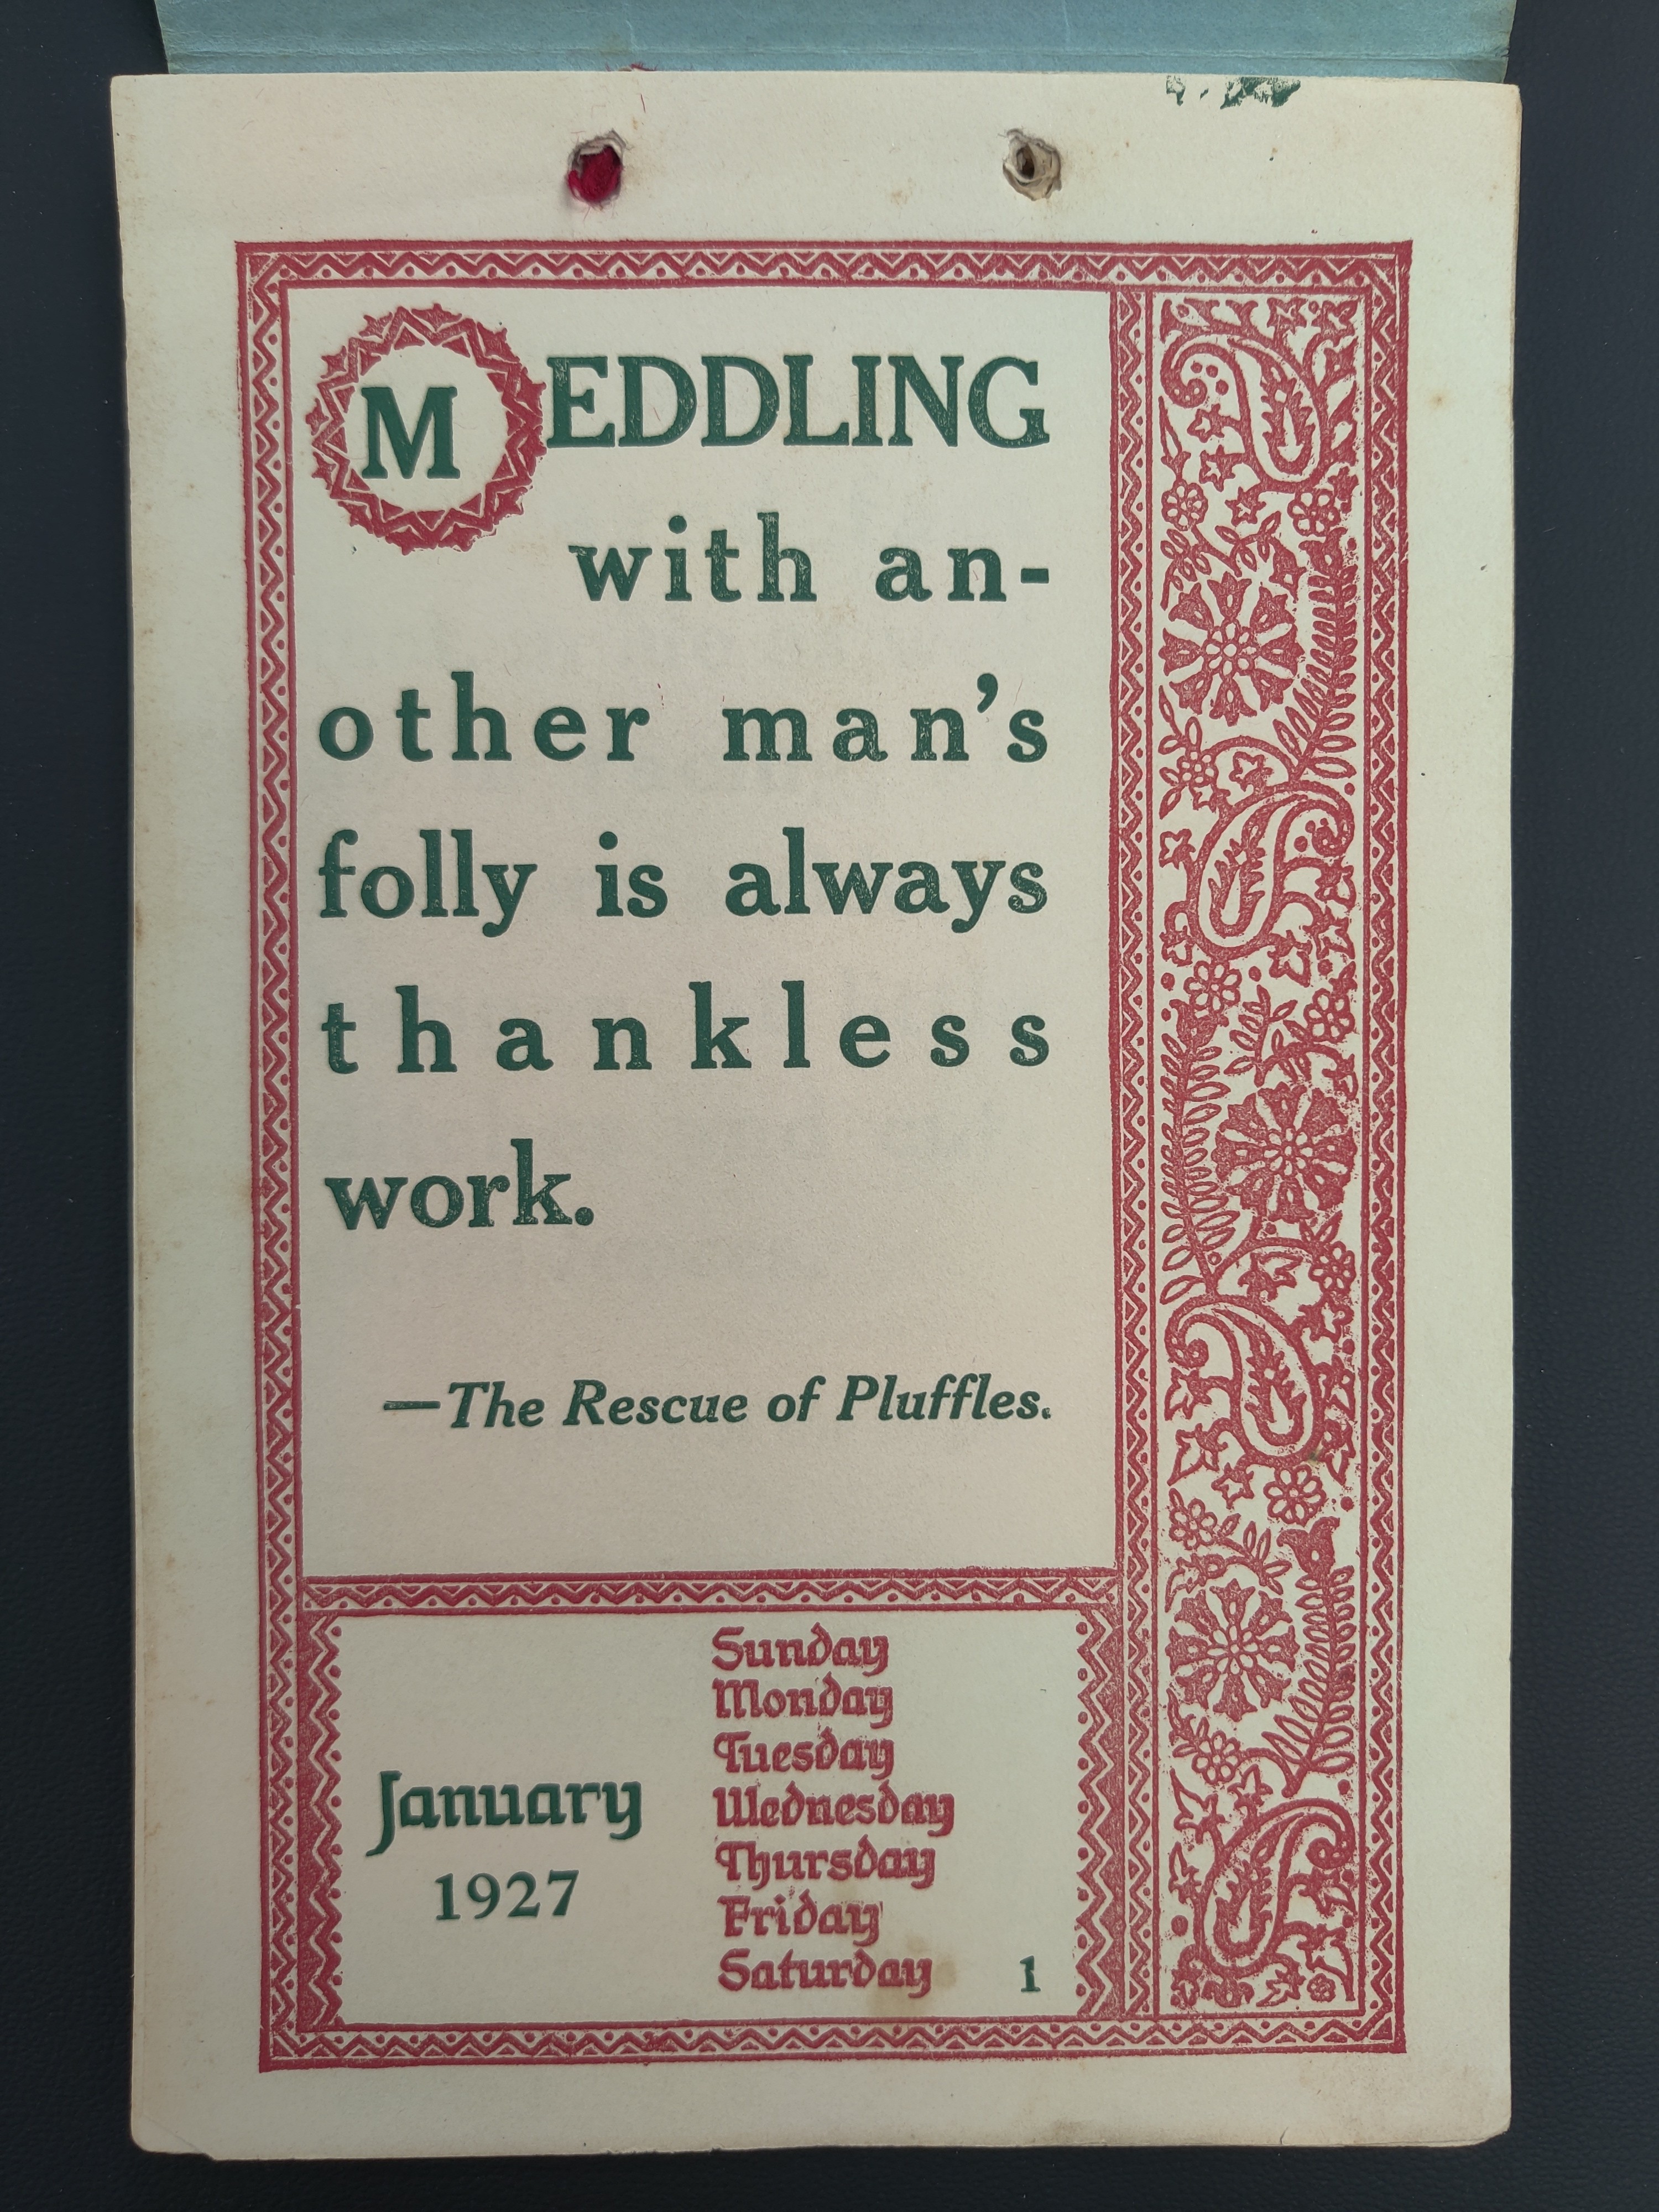 MEDDLING
with an-
other man's
folly is always
thankless
work.
—The Rescue of Pluffles.
January
1927
Sunday
Monday
Tuesday
Wednesday
Thursday
Friday
Saturday 1